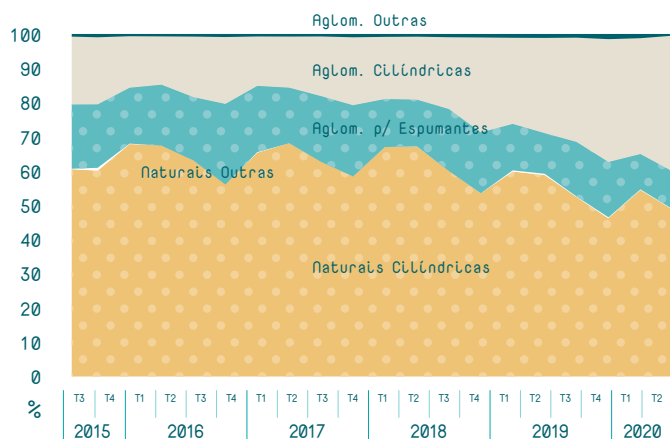 Aglom. Outras
100
90
Aglom. Cilíndricas
80
70
Aglom. p/ Espumantes
60
Naturais Outras
50
40
30
Naturais Cilíndricas
20
10
0
%
T3 T4 T1 T2 T3 T4 T1 T2 T3 T4 T1 T2 T3 T4 T1 T2 T3 T4 T1 T2
2015 2016 2017 2018 2019 2020